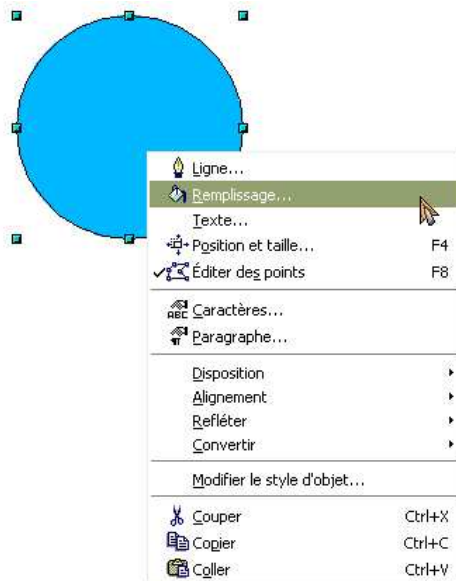 Ligne...
Remplissage...
Texte...
Position et taille... F4
Éditer des points F8
ABC Caractères...
Paragraphe...
Disposition
Alignement
Refléter
Convertir
Modifier le style d'objet...
Couper Ctrl+X
Copier Ctrl+C
Coller Ctrl+V